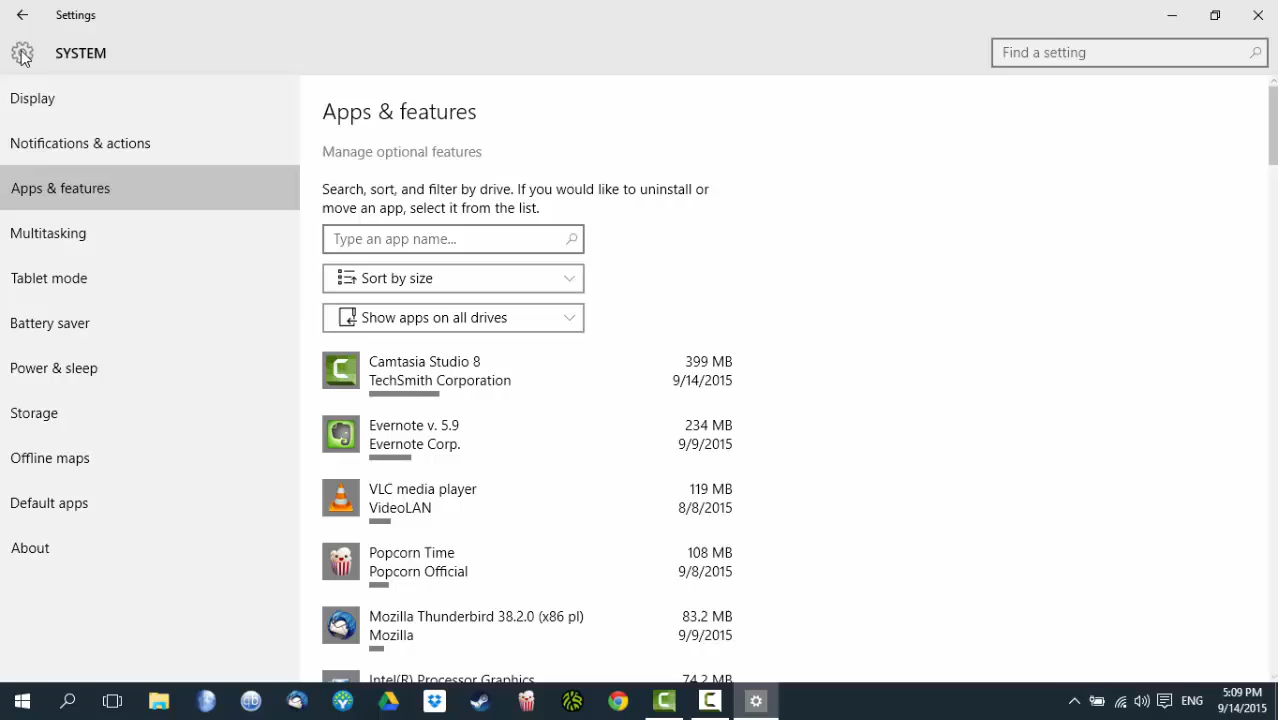 Settings
SYSTEM
Find a setting
Display
Notifications & actions
Apps & features
Multitasking
Tablet mode
Battery saver
Power & sleep
Storage
Offline maps
Default apps
About
Apps & features
Manage optional features
Search, sort, and filter by drive. If you would like to uninstall or
move an app, select it from the list.
Type an app name...
Sort by size
Show apps on all drives
Camtasia Studio 8 399 MB
TechSmith Corporation 9/14/2015
Evernote v. 5.9 234 MB
Evernote Corp. 9/9/2015
VLC media player 119 MB
VideoLAN 8/8/2015
Popcorn Time 108 MB
Popcorn Official 9/8/2015
Mozilla Thunderbird 38.2.0 (x86 pl) 83.2 MB
Mozilla 9/9/2015
Intel(R) Processor Graphics 74.2 MB
ENG
5:09 PM
9/14/2015